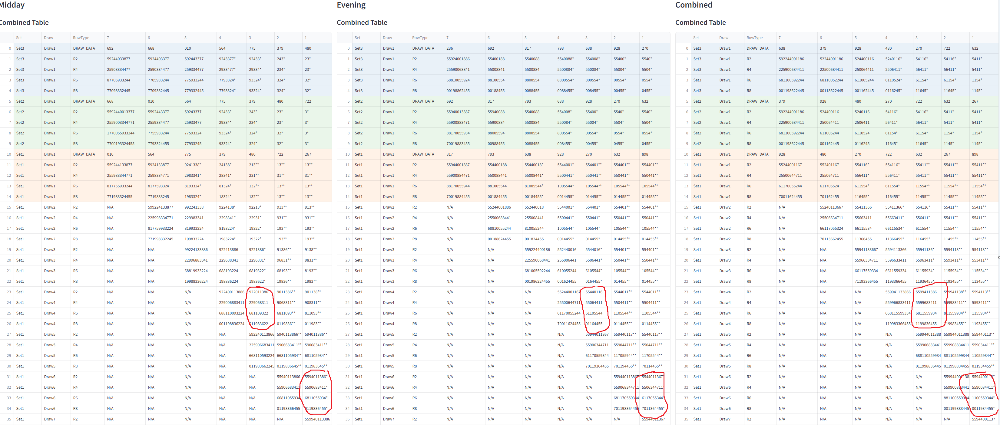 Midday Evening Combined
Combined Table Combined Table Combined Table
Set Draw RowType 7 6 5 4 3 2 1 Set Draw RowType 7 6 5 4 3 2 1 Set Draw RowType 7 6 5 4 3 2 1
0 Set3 Draw1 DRAW_DATA 692 668 010 564 775 379 480 0 Set3 Draw1 DRAW_DATA 236 692 317 793 638 928 270 0 Set3 Draw1 DRAW_DATA 638 379 928 480 270 722 632
1 Set3 Draw1 R2 59244033877 5924403377 592443377 9243377* 92433* 243* 23* 1 Set3 Draw1 R2 55924001886 55400188 5540088 5540088* 554008* 55400* 5540* 1 Set3 Draw1 R2 592244001186 52244001186 524400116 5240116* 54116* 54116* 5411*
2 Set3 Draw1 R4 25908334477 2590334477 259334477 2933477* 29334* 234* 23* 2 Set3 Draw1 R4 25590068841 55008841 5500884 5500884* 550084* 55004* 5504* 2 Set3 Draw1 R4 225900684411 22500684411 250064411 2506411* 56411* 56411* 5411*
3 Set3 Draw1 R6 87705933244 7705933244 775933244 7793324* 93324* 324* 32* 3 Set3 Draw1 R6 68810055924 88100554 8800554 8800554* 800554* 00554* 0554* 3 Set3 Draw1 R6 681100592244 68110052244 611005244 6110524* 61154* 61154* 1154*
4 Set3 Draw1 R8 77098332445 7709332445 779332445 7793324* 93324* 324* 32* 4 Set3 Draw1 R8 00198862455 00188455 0088455 0088455* 008455* 00455* 0455* 4 Set3 Draw1 R8 001198622445 00118622445 001162445 0116245* 11645* 11645* 1145*
5 Set2 Draw1 DRAW_DATA 668 010 564 775 379 480 722 5 Set2 Draw1 DRAW_DATA 692 317 793 638 928 270 632 5 Set2 Draw1 DRAW_DATA 379 928 480 270 722 632 267
6 Set2 Draw1 R2 5592440013377 5592443377 59243377 92433* 243* 23* 3* 6 Set2 Draw1 R2 55940013887 55940088 5540088 554008* 55400* 5540* 5540* 6 Set2 Draw1 R2 592244001186 524400116 5240116 54116* 54116* 5411* 5411*
7 Set2 Draw1 R4 2559003344771 2559334477 25933477 29334* 234* 23* 3* 7 Set2 Draw1 R4 55900883471 55900884 5500884 550084* 55004* 5504* 5504* 7 Set2 Draw1 R4 225900684411 250064411 2506411 56411* 56411* 5411* 5411*
8 Set2 Draw1 R6 1770055933244 7755933244 77593324 93324* 324* 32* 3* 8 Set2 Draw1 R6 88170055934 88005594 8800554 800554* 00554* 0554* 0554* 8 Set2 Draw1 R6 681100592244 611005244 6110524 61154* 61154* 1154* 1154*
9 Set2 Draw1 R8 7700193324455 7793324455 77933245 93324* 324* 32* 3* 9 Set2 Draw1 R8 70019883455 00988455 0088455 008455* 00455* 0455* 0455* 9 Set2 Draw1 R8 001198622445 001162445 0116245 11645* 11645* 1145* 1145*
10 Set1 Draw1 DRAW_DATA 010 564 775 379 480 722 267 10 Set1 Draw1 DRAW_DATA 317 793 638 928 270 632 898 10 Set1 Draw1 DRAW_DATA 928 480 270 722 632 267 898
11 Set1 Draw1 R2 559244133877 5924133877 9241338* 24138* 213** 13** 13** 11 Set1 Draw1 R2 55944001887 554400188 55440018* 5544001* 554401** 554401** 554401** 11 Set1 Draw1 R2 55244001167 552401167 554116* 554116* 55411** 55411** 55411**
12 Set1 Draw1 R4 255983344771 2598334771 2983341* 28341* 231** 31** 31** 12 Set1 Draw1 R4 55900884471 550088441 55008441* 5500441* 550441** 550441** 550441** 12 Set1 Draw1 R4 25500644711 255064711 556411* 556411* 55411** 55411** 55411**
13 Set1 Draw1 R6 817755933244 8177593324 8193324* 81324* 132** 13** 13** 13 Set1 Draw1 R6 88170055944 881005544 81005544* 1005544* 105544** 105544** 105544** 13 Set1 Draw1 R6 61170055244 611705524 611554* 611554* 11554** 11554** 11554**
14 Set1 Draw1 R8 771983324455 7719833245 1983324* 18324* 132** 13** 13** 14 Set1 Draw1 R8 70019884455 001884455 00184455* 0014455* 014455** 014455** 014455** 14 Set1 Draw1 R8 70011624455 701162455 116455* 116455* 11455** 11455** 11455**
15 Set1 Draw2 R2 N/A 599224133877 992241338 9224138* 92213* 913** 913** 15 Set1 Draw2 R2 N/A 55244001886 552440018 5544001* 554401* 554401** 554401** 15 Set1 Draw2 R2 N/A 55240113667 55411366 55411366* 554116* 55411** 55411**
16 Set1 Draw2 R4 N/A 225998334771 229983341 2298341* 22931* 931** 931** 16 Set1 Draw2 R4 N/A 25500688441 255008441 5500441* 550441* 550441** 550441** 16 Set1 Draw2 R4 N/A 25506634711 55663411 55663411* 556411* 55411** 55411**
17 Set1 Draw2 R6 N/A 817759933224 819933224 8193224* 19322* 193** 193** 17 Set1 Draw2 R6 N/A 68810055244 810055244 1005544* 105544* 105544** 105544** 17 Set1 Draw2 R6 N/A 66117055324 66115534 66115534* 611554* 11554** 11554**
18 Set1 Draw2 R8 N/A 771998332245 199833224 1983224* 19322* 193** 193** 18 Set1 Draw2 R8 N/A 00188624455 001824455 0014455* 014455* 014455** 014455** 18 Set1 Draw2 R8 N/A 70113662455 11366455 11366455* 116455* 11455** 11455**
19 Set1 Draw3 R2 N/A N/A 99224133886 922413886 9221386* 91386** 9138** 19 Set1 Draw3 R2 N/A N/A 559224400186 552440016 5544016* 554401** 554401** 19 Set1 Draw3 R2 N/A N/A 55941133667 5594113366 55941136* 5594113** 554113**
20 Set1 Draw3 R4 N/A N/A 22996883341 229688341 2296831* 96831** 9831** 20 Set1 Draw3 R4 N/A N/A 225590068441 255006441 5506441* 550441** 550441** 20 Set1 Draw3 R4 N/A N/A 55966334711 5596633411 55963411* 5593411** 553411**
21 Set1 Draw3 R6 N/A N/A 68819933224 688193224 6819322* 68193** 8193** 21 Set1 Draw3 R6 N/A N/A 681005592244 610055244 6105544* 105544** 105544** 21 Set1 Draw3 R6 N/A N/A 66117559334 6611559334 61155934* 1155934** 115534**
22 Set1 Draw3 R8 N/A N/A 19988336224 198836224 1983622* 19836** 1983** 22 Set1 Draw3 R8 N/A N/A 001986224455 001624455 0164455* 014455** 014455** 22 Set1 Draw3 R8 N/A N/A 71193366455 1193366455 11936455* 1193455** 113455**
23 Set1 Draw4 R2 N/A N/A N/A 922400113886 922011386 9011386** 901138** 23 Set1 Draw4 R2 N/A N/A N/A 55244001167 55440116 5544011** 5544011** 23 Set1 Draw4 R2 N/A N/A N/A 559941133866 5599411386 559941138** 5594113**
24 Set1 Draw4 R4 N/A N/A N/A 229006883411 229068311 9068311** 908311** 24 Set1 Draw4 R4 N/A N/A N/A 25500644711 55064411 5504411** 5504411** 24 Set1 Draw4 R4 N/A N/A N/A 559966833411 5599683411 559983411** 5593411**
25 Set1 Draw4 R6 N/A N/A N/A 688110093224 681109322 6811093** 811093** 25 Set1 Draw4 R6 N/A N/A N/A 61170055244 61105544 1105544** 1105544** 25 Set1 Draw4 R6 N/A N/A N/A 668115599334 6811559934 811559934** 1155934**
26 Set1 Draw4 R8 N/A N/A N/A 001198836224 011983622 0119836** 011983** 26 Set1 Draw4 R8 N/A N/A N/A 70011624455 01164455 0114455** 0114455** 26 Set1 Draw4 R8 N/A N/A N/A 119983366455 1199836455 119983455** 1193455**
27 Set1 Draw5 R2 N/A N/A N/A N/A 592240113866 5940113866** 594011386** 27 Set1 Draw5 R2 N/A N/A N/A N/A 55944011367 559440117** 55440117** 27 Set1 Draw5 R2 N/A N/A N/A N/A 559944011388 559944011388 559440113**
28 Set1 Draw5 R4 N/A N/A N/A N/A 225906683411 5906683411** 590683411** 28 Set1 Draw5 R4 N/A N/A N/A N/A 55906344711 559044711** 55044711** 28 Set1 Draw5 R4 N/A N/A N/A N/A 559906883441 559908834411 559034411**
29 Set1 Draw5 R6 N/A N/A N/A N/A 668110593224 6681105934** 681105934** 29 Set1 Draw5 R6 N/A N/A N/A N/A 61170559344 117055944** 11705544** 29 Set1 Draw5 R6 N/A N/A N/A N/A 688110559934 881105599344 110559344**
30 Set1 Draw5 R8 N/A N/A N/A N/A 011983662245 0119836645** 011983645** 30 Set1 Draw5 R8 N/A N/A N/A N/A 70119364455 701194455** 70114455** 30 Set1 Draw5 R8 N/A N/A N/A N/A 011998836445 011998834455 011934455**
31 Set1 Draw6 R2 N/A N/A N/A N/A N/A 55940113866 5594011386* 31 Set1 Draw6 R2 N/A N/A N/A N/A N/A 559440113867 5544011367 31 Set1 Draw6 R2 N/A N/A N/A N/A N/A 559944001138 559440011*
32 Set1 Draw6 R4 N/A N/A N/A N/A N/A 55906683411 5590683411* 32 Set1 Draw6 R4 N/A N/A N/A N/A N/A 559068344711 5506344711 32 Set1 Draw6 R4 N/A N/A N/A N/A N/A 559900883441 5590034411*
33 Set1 Draw6 R6 N/A N/A N/A N/A N/A 66811055934 6811055934* 33 Set1 Draw6 R6 N/A N/A N/A N/A N/A 681170559344 6117055344 33 Set1 Draw6 R6 N/A N/A N/A N/A N/A 1100559344*
34 Set1 Draw6 R8 N/A N/A N/A N/A N/A 01198366455 0119836455* 34 Set1 Draw6 R8 N/A N/A N/A N/A N/A 701198364455 7011364455* 34 Set1 Draw6 R8 N/A N/A N/A N/A N/A 001199883445 0011934455*
35 Set1 Draw7 R2 N/A N/A N/A N/A N/A N/A 559940113386 35 Set1 Draw7 R2 N/A N/A N/A N/A N/A N/A 55944011367 35 Set1 Draw7 R2 N/A N/A N/A N/A N/A N/A 55944001137